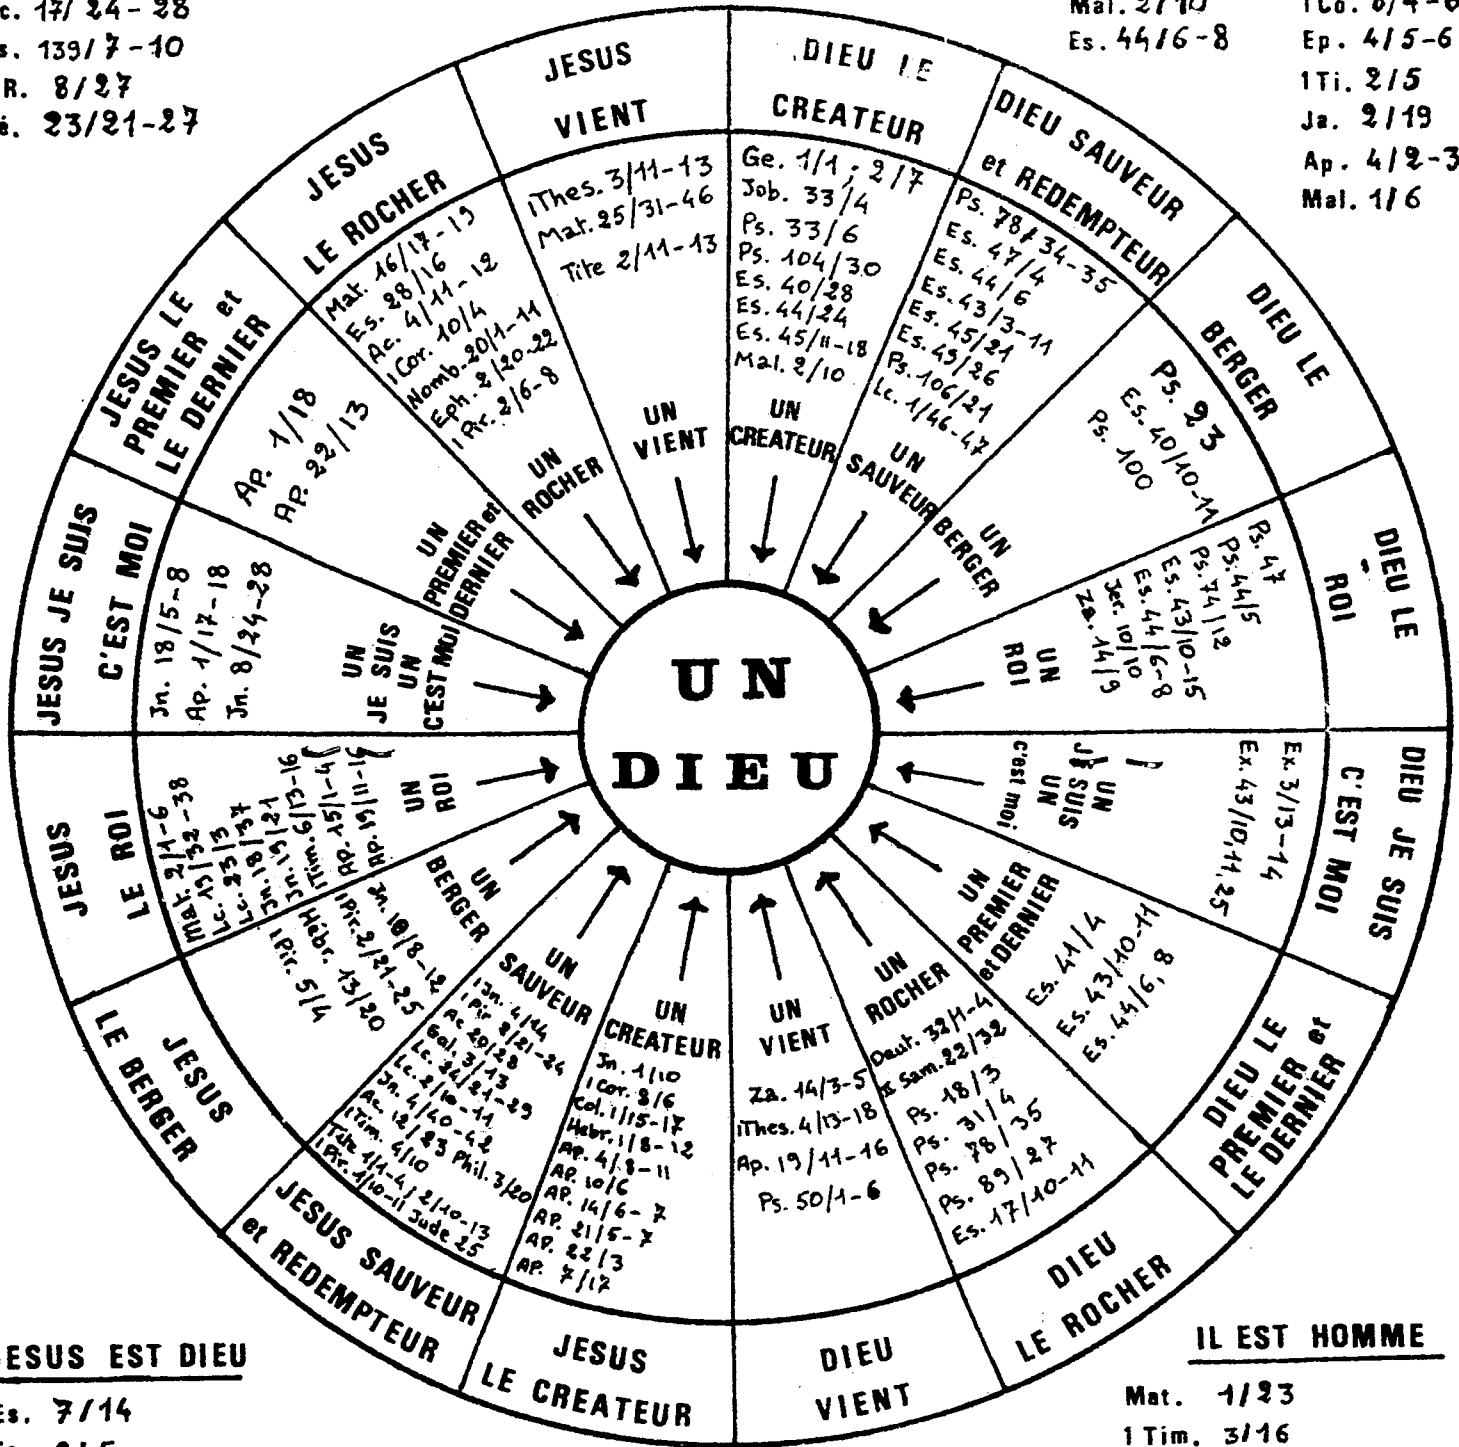 17/24-28
139/7-10
R. 8/27
23/21-27
Mal. 2/10
Es. 44/6-8
Ep. 4/5-6
1Ti. 2/5
Ja. 2/19
Ap. 4/2-3
Mal. 1/6
DIEU LE
CREATEUR
Ge. 1/1 ; 2/7
Job. 33/4
Ps. 33/6
Ps. 104/30
Es. 40/28
Es. 44/24
Es. 45/11-18
Mal. 2/10
UN
CREATEUR
DIEU SAUVEUR
et REDEMPTEUR
Ps. 78/34-35
Es. 47/4
Es. 44/6
Es. 43/3-11
Es. 45/21
Es. 49/26
Ps. 106/21
Lc. 1/46-47
UN
SAUVEUR
DIEU LE
BERGER
Ps. 23
Es. 40/10-11
Ps. 100
UN
BERGER
DIEU LE
ROI
Ps. 47
Ps. 44/5
Ps. 74/12
Es. 43/10-15
Es. 44/6-8
Jer. 10/10
Za. 14/9
UN
ROI
DIEU JE SUIS
C'EST MOI
Ex. 3/13-14
Ex. 43/10,11,25
UN
JE SUIS
UN
c'est moi
DIEU LE
PREMIER et
LE DERNIER
Es. 41/4
Es. 43/10-11
Es. 44/6,8
UN
PREMIER
et DERNIER
DIEU
LE ROCHER
UN
ROCHER
Deut. 32/1-4
II Sam. 22/32
Ps. 18/3
Ps. 31/4
Ps. 78/35
Ps. 89/27
Es. 17/10-11
DIEU
VIENT
UN
VIENT
Za. 14/3-5
1Thes. 4/13-18
Ap. 19/11-16
Ps. 50/1-6
JESUS
LE CREATEUR
UN
CREATEUR
Jn. 1/10
1 Cor. 8/6
Col. 1/15-17
Hebr. 1/8-12
Ap. 4/8-11
AP. 10/6
AP. 14/6-7
AP. 21/5-7
AP. 22/3
AP. 7/17
JESUS SAUVEUR
et REDEMPTEUR
UN
SAUVEUR
1Jn. 4/14
1Pir. 2/21-24
Ac 20/28
Gal. 3/13
Lc. 24/21-29
Lc. 2/10-11
Jn. 4/40-42
Ac. 12/23 Phil. 3/20
1Tim. 4/10
Tite 1/1-4; 2/10-13
1Pir. 1/10-11 Jude 25
JESUS
LE BERGER
UN
BERGER
Jn. 10/8-12
1Pir. 2/21-25
Hébr. 13/20
1Pir. 5/4
JESUS
LE ROI
Mat. 2/1-6
Lc. 19/32-38
Lc. 23/3
Jn. 18/37
Jn. 19/21
1Tim. 6/13-16
Ap. 15/1-4
Ap. 19/11-16
UN
ROI
JESUS JE SUIS
C'EST MOI
Jn. 18/5-8
Ap. 1/17-18
Jn. 8/24-28
UN
JE SUIS
UN
C'EST MOI
JESUS LE
PREMIER et
LE DERNIER
Ap. 1/18
Ap. 22/13
UN
PREMIER et
DERNIER
JESUS
LE ROCHER
Mat. 16/17-19
Es. 28/16
Ac. 4/11-12
1Cor. 10/4
Nomb. 20/1-11
Eph. 2/20-22
1 Pir. 2/6-8
UN
ROCHER
JESUS
VIENT
1Thes. 3/11-13
Mat. 25/31-46
Tite 2/11-13
UN
VIENT
UN
DIEU
ESUS EST DIEU
Es. 7/14
IL EST HOMME
Mat. 1/23
1 Tim. 3/16